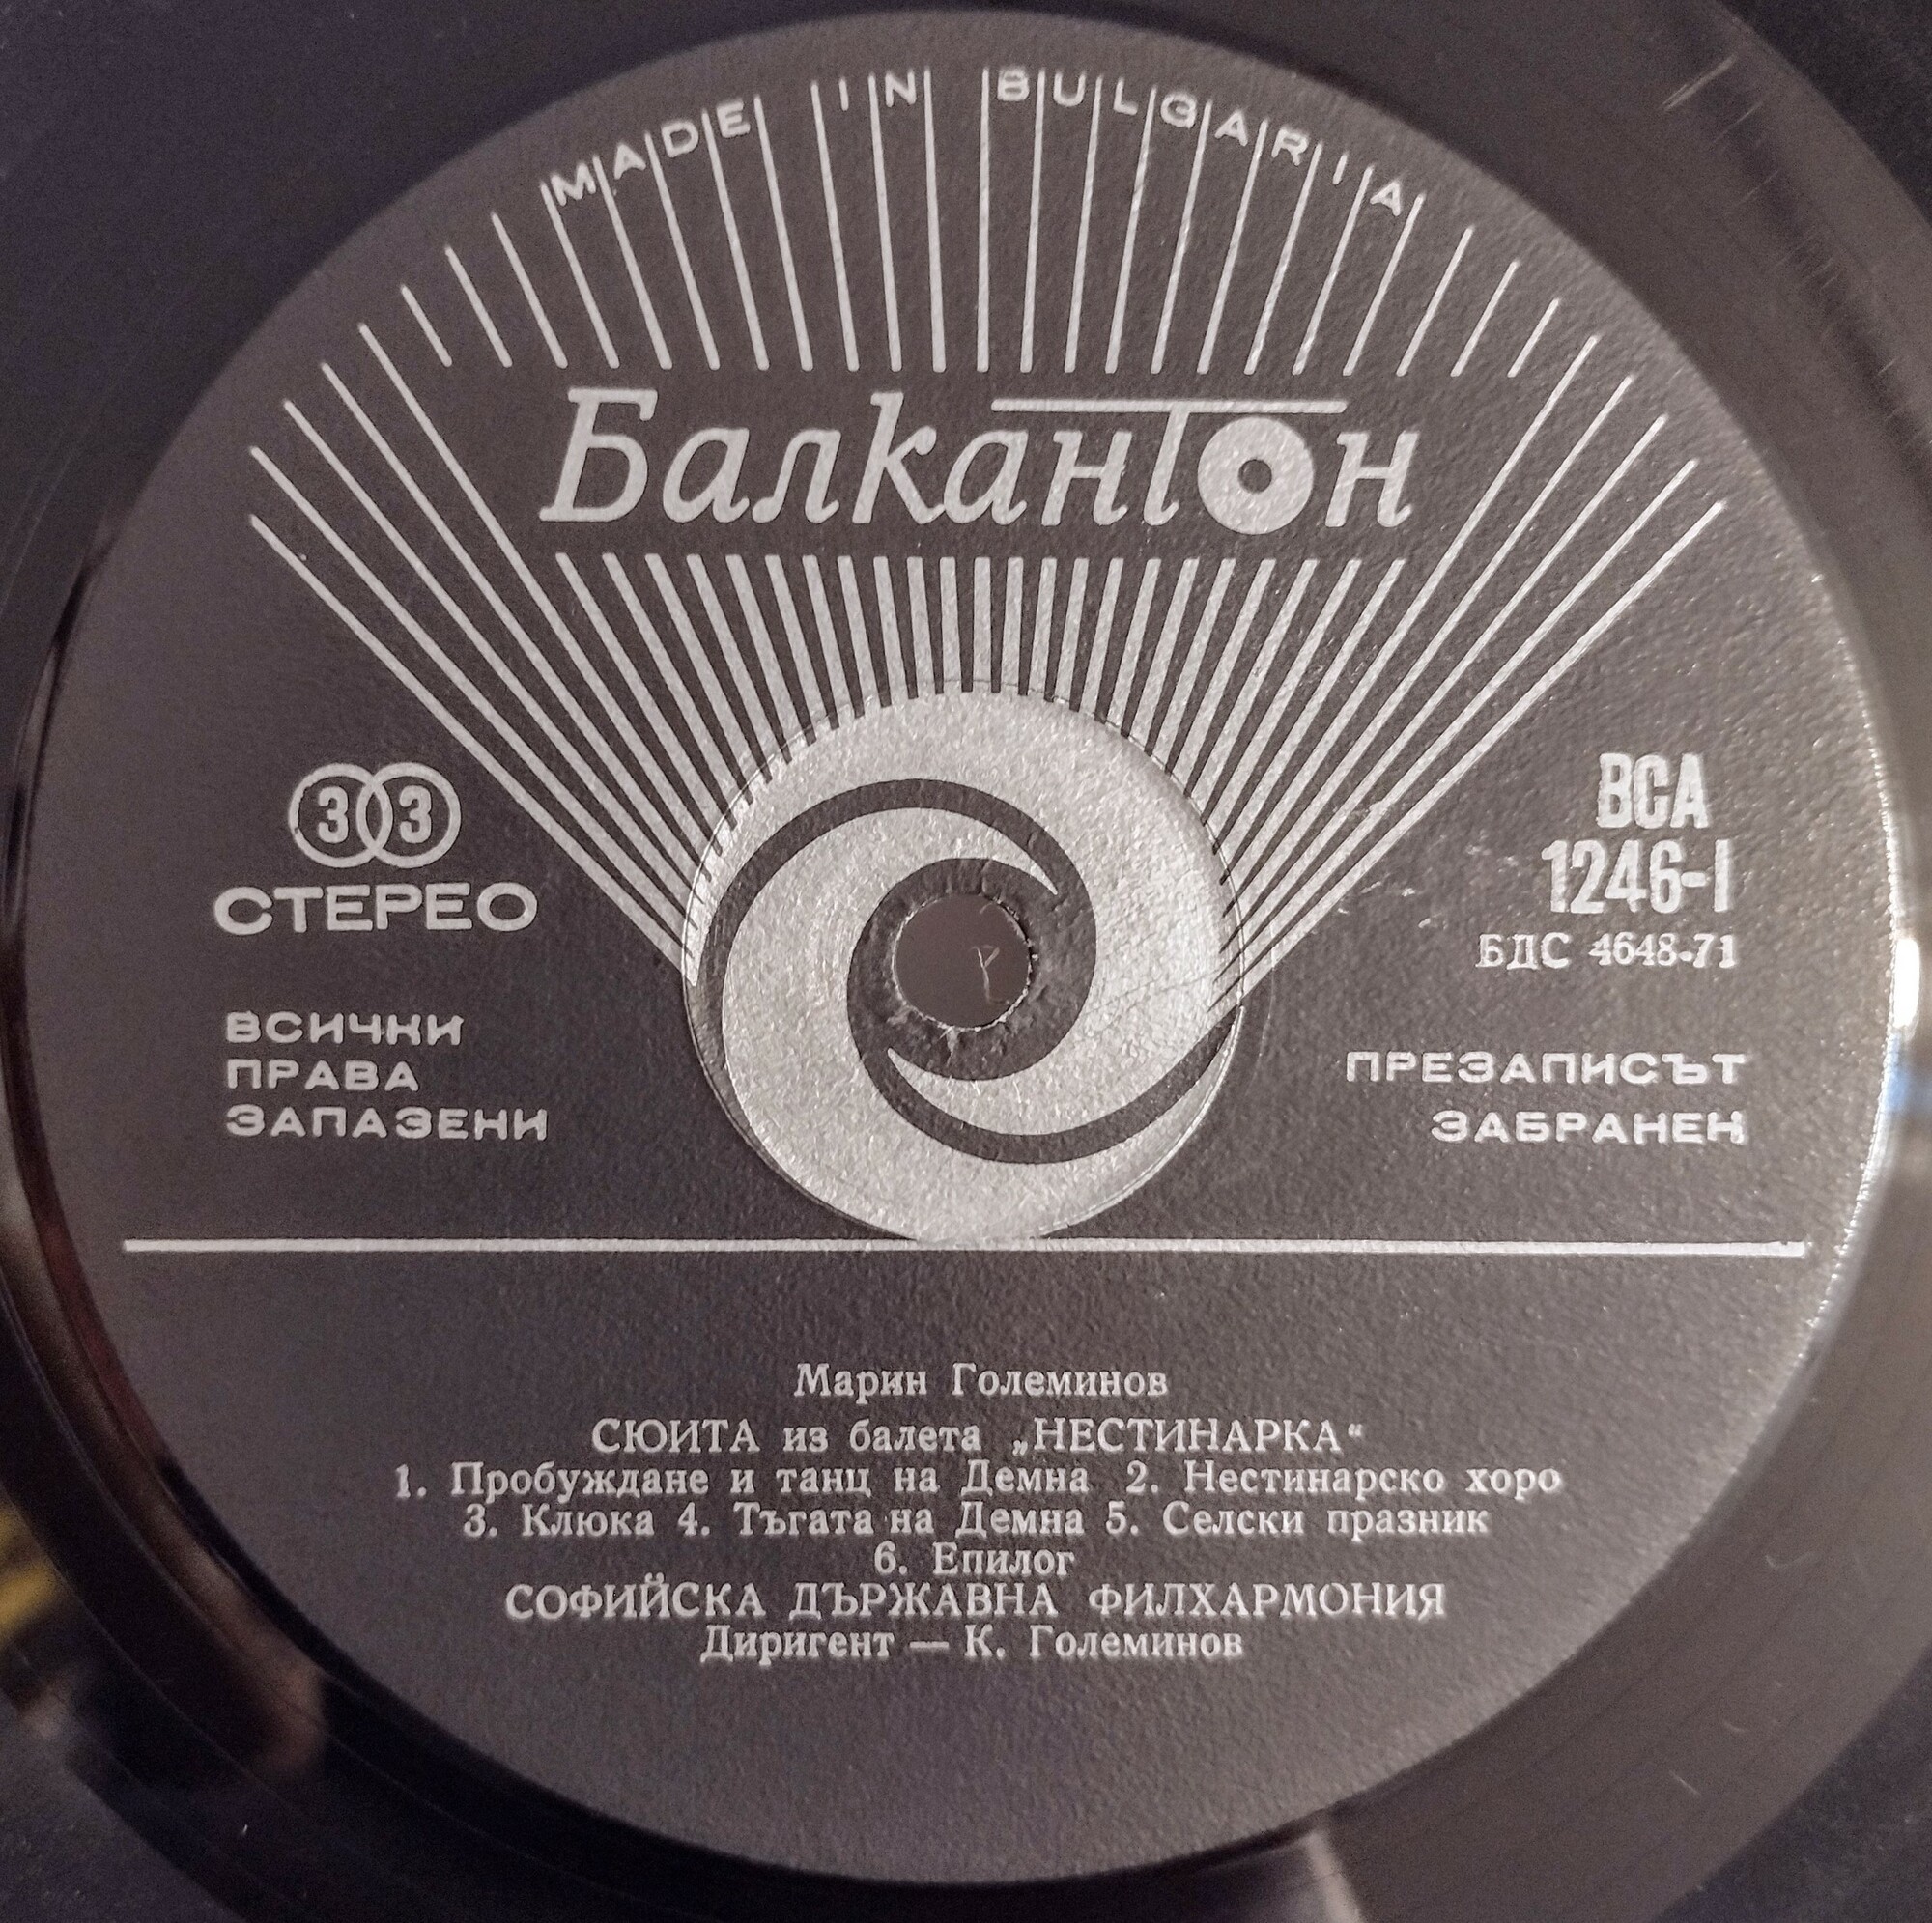 MADE IN BULGARIA
Балкантон
33
СТЕРЕО
ВСИЧКИ
ПРАВА
ЗАПАЗЕНИ
ВСА
1246-I
БДС 4648-71
ПРЕЗАПИСЪТ
ЗАБРАНЕН
Марин Големинов
СЮИТА из балета „НЕСТИНАРКА“
1. Пробуждане и танц на Демна 2. Нестинарско хоро
3. Клюка 4. Тъгата на Демна 5. Селски празник
6. Епилог
СОФИЙСКА ДЪРЖАВНА ФИЛХАРМОНИЯ
Диригент — К. Големинов